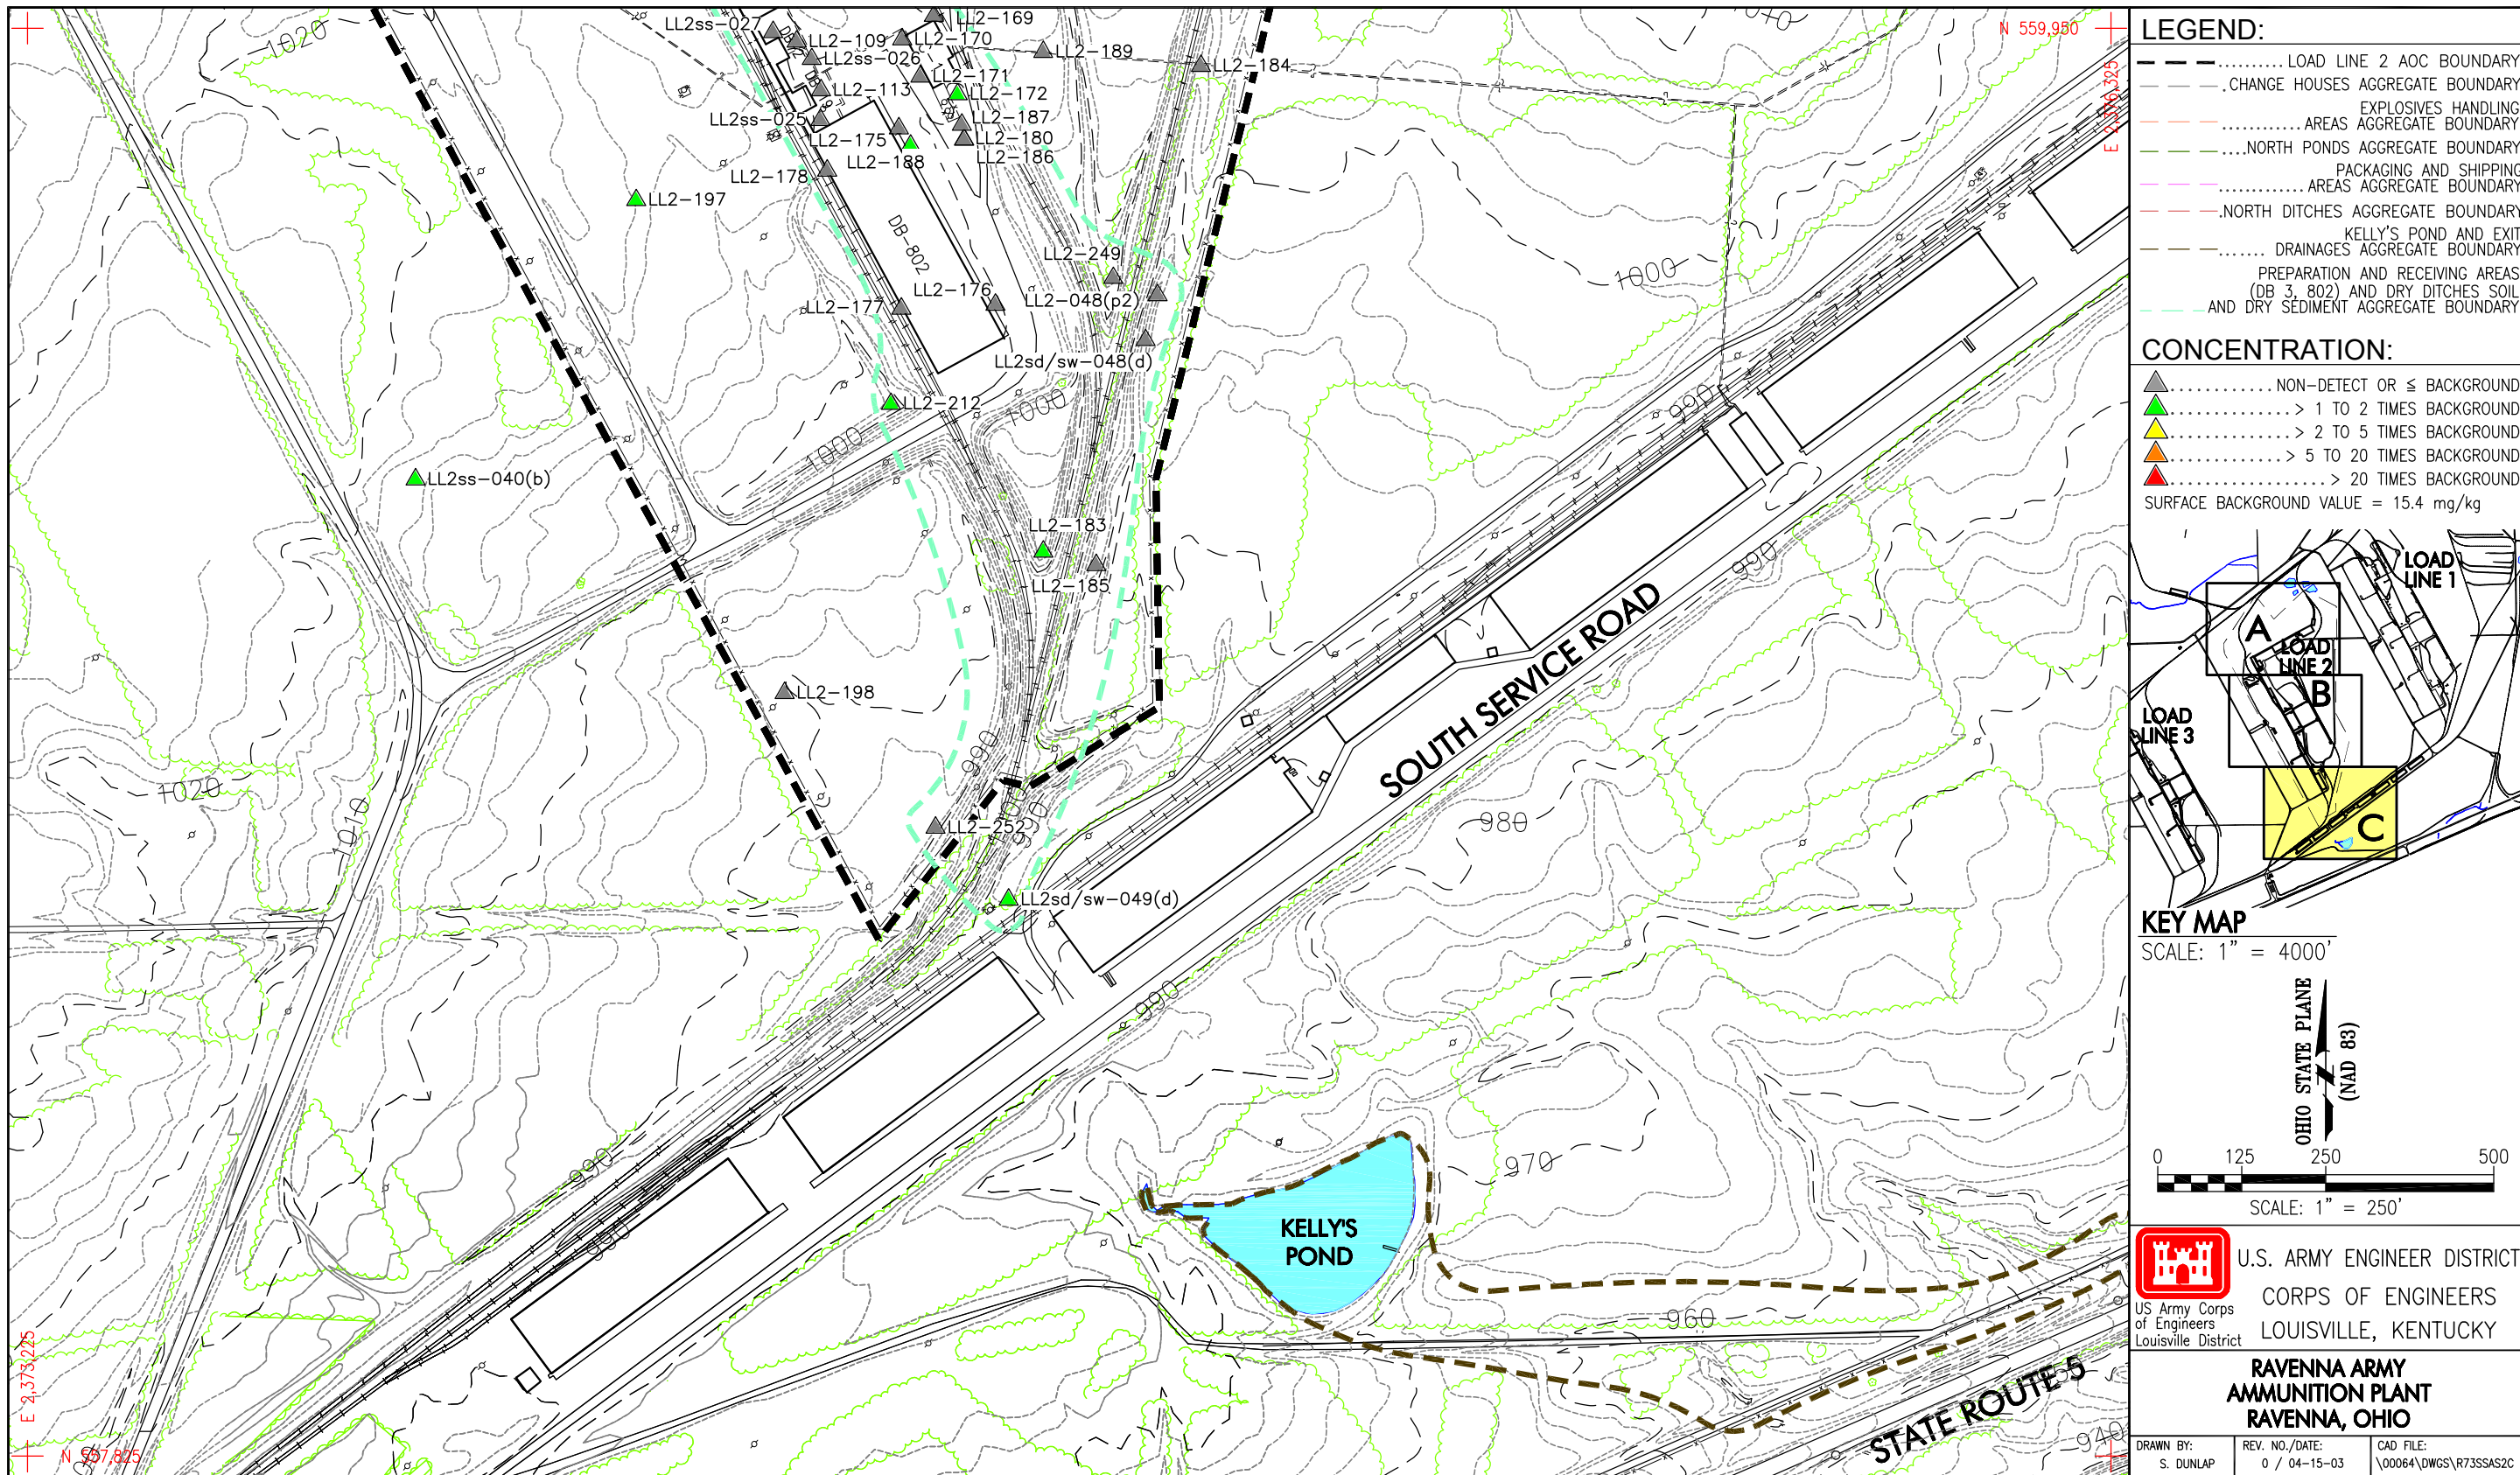 1020
1010
N 559,950
E 2,376,325
LL2ss-027
LL2-169
LL2-109
LL2-170
LL2ss-026
LL2-189
LL2-184
LL2-171
LL2-113
LL2-172
LL2ss-025
LL2-187
LL2-175
LL2-180
LL2-188
LL2-186
LL2-178
LL2-197
DB-802
LL2-249
LL2-176
LL2-048(p2)
LL2-177
LL2sd/sw-048(d)
1000
LL2-212
1000
1000
990
LL2ss-040(b)
LL2-183
LL2-185
990
SOUTH SERVICE ROAD
LL2-198
990
1020
1010
990
980
LL2-252
LL2sd/sw-049(d)
990
990
990
970
KELLY'S
POND
960
STATE ROUTE 5
940
E 2,373,225
N 557,825
LEGEND:
.......... LOAD LINE 2 AOC BOUNDARY
. CHANGE HOUSES AGGREGATE BOUNDARY
EXPLOSIVES HANDLING
............ AREAS AGGREGATE BOUNDARY
....NORTH PONDS AGGREGATE BOUNDARY
PACKAGING AND SHIPPING
............. AREAS AGGREGATE BOUNDARY
.NORTH DITCHES AGGREGATE BOUNDARY
KELLY'S POND AND EXIT
....... DRAINAGES AGGREGATE BOUNDARY
PREPARATION AND RECEIVING AREAS
(DB 3, 802) AND DRY DITCHES SOIL
AND DRY SEDIMENT AGGREGATE BOUNDARY
CONCENTRATION:
............ NON-DETECT OR ≦ BACKGROUND
.............. > 1 TO 2 TIMES BACKGROUND
.............. > 2 TO 5 TIMES BACKGROUND
............. > 5 TO 20 TIMES BACKGROUND
.................. > 20 TIMES BACKGROUND
SURFACE BACKGROUND VALUE = 15.4 mg/kg
LOAD
LINE 1
A
LOAD
LINE 2
B
LOAD
LINE 3
C
KEY MAP
SCALE: 1" = 4000'
OHIO STATE PLANE
(NAD 83)
0 125 250 500
SCALE: 1" = 250'
US Army Corps
of Engineers
Louisville District
U.S. ARMY ENGINEER DISTRICT
CORPS OF ENGINEERS
LOUISVILLE, KENTUCKY
RAVENNA ARMY
AMMUNITION PLANT
RAVENNA, OHIO
DRAWN BY:
S. DUNLAP
REV. NO./DATE:
0 / 04-15-03
CAD FILE:
\00064\DWGS\R73SSAS2C